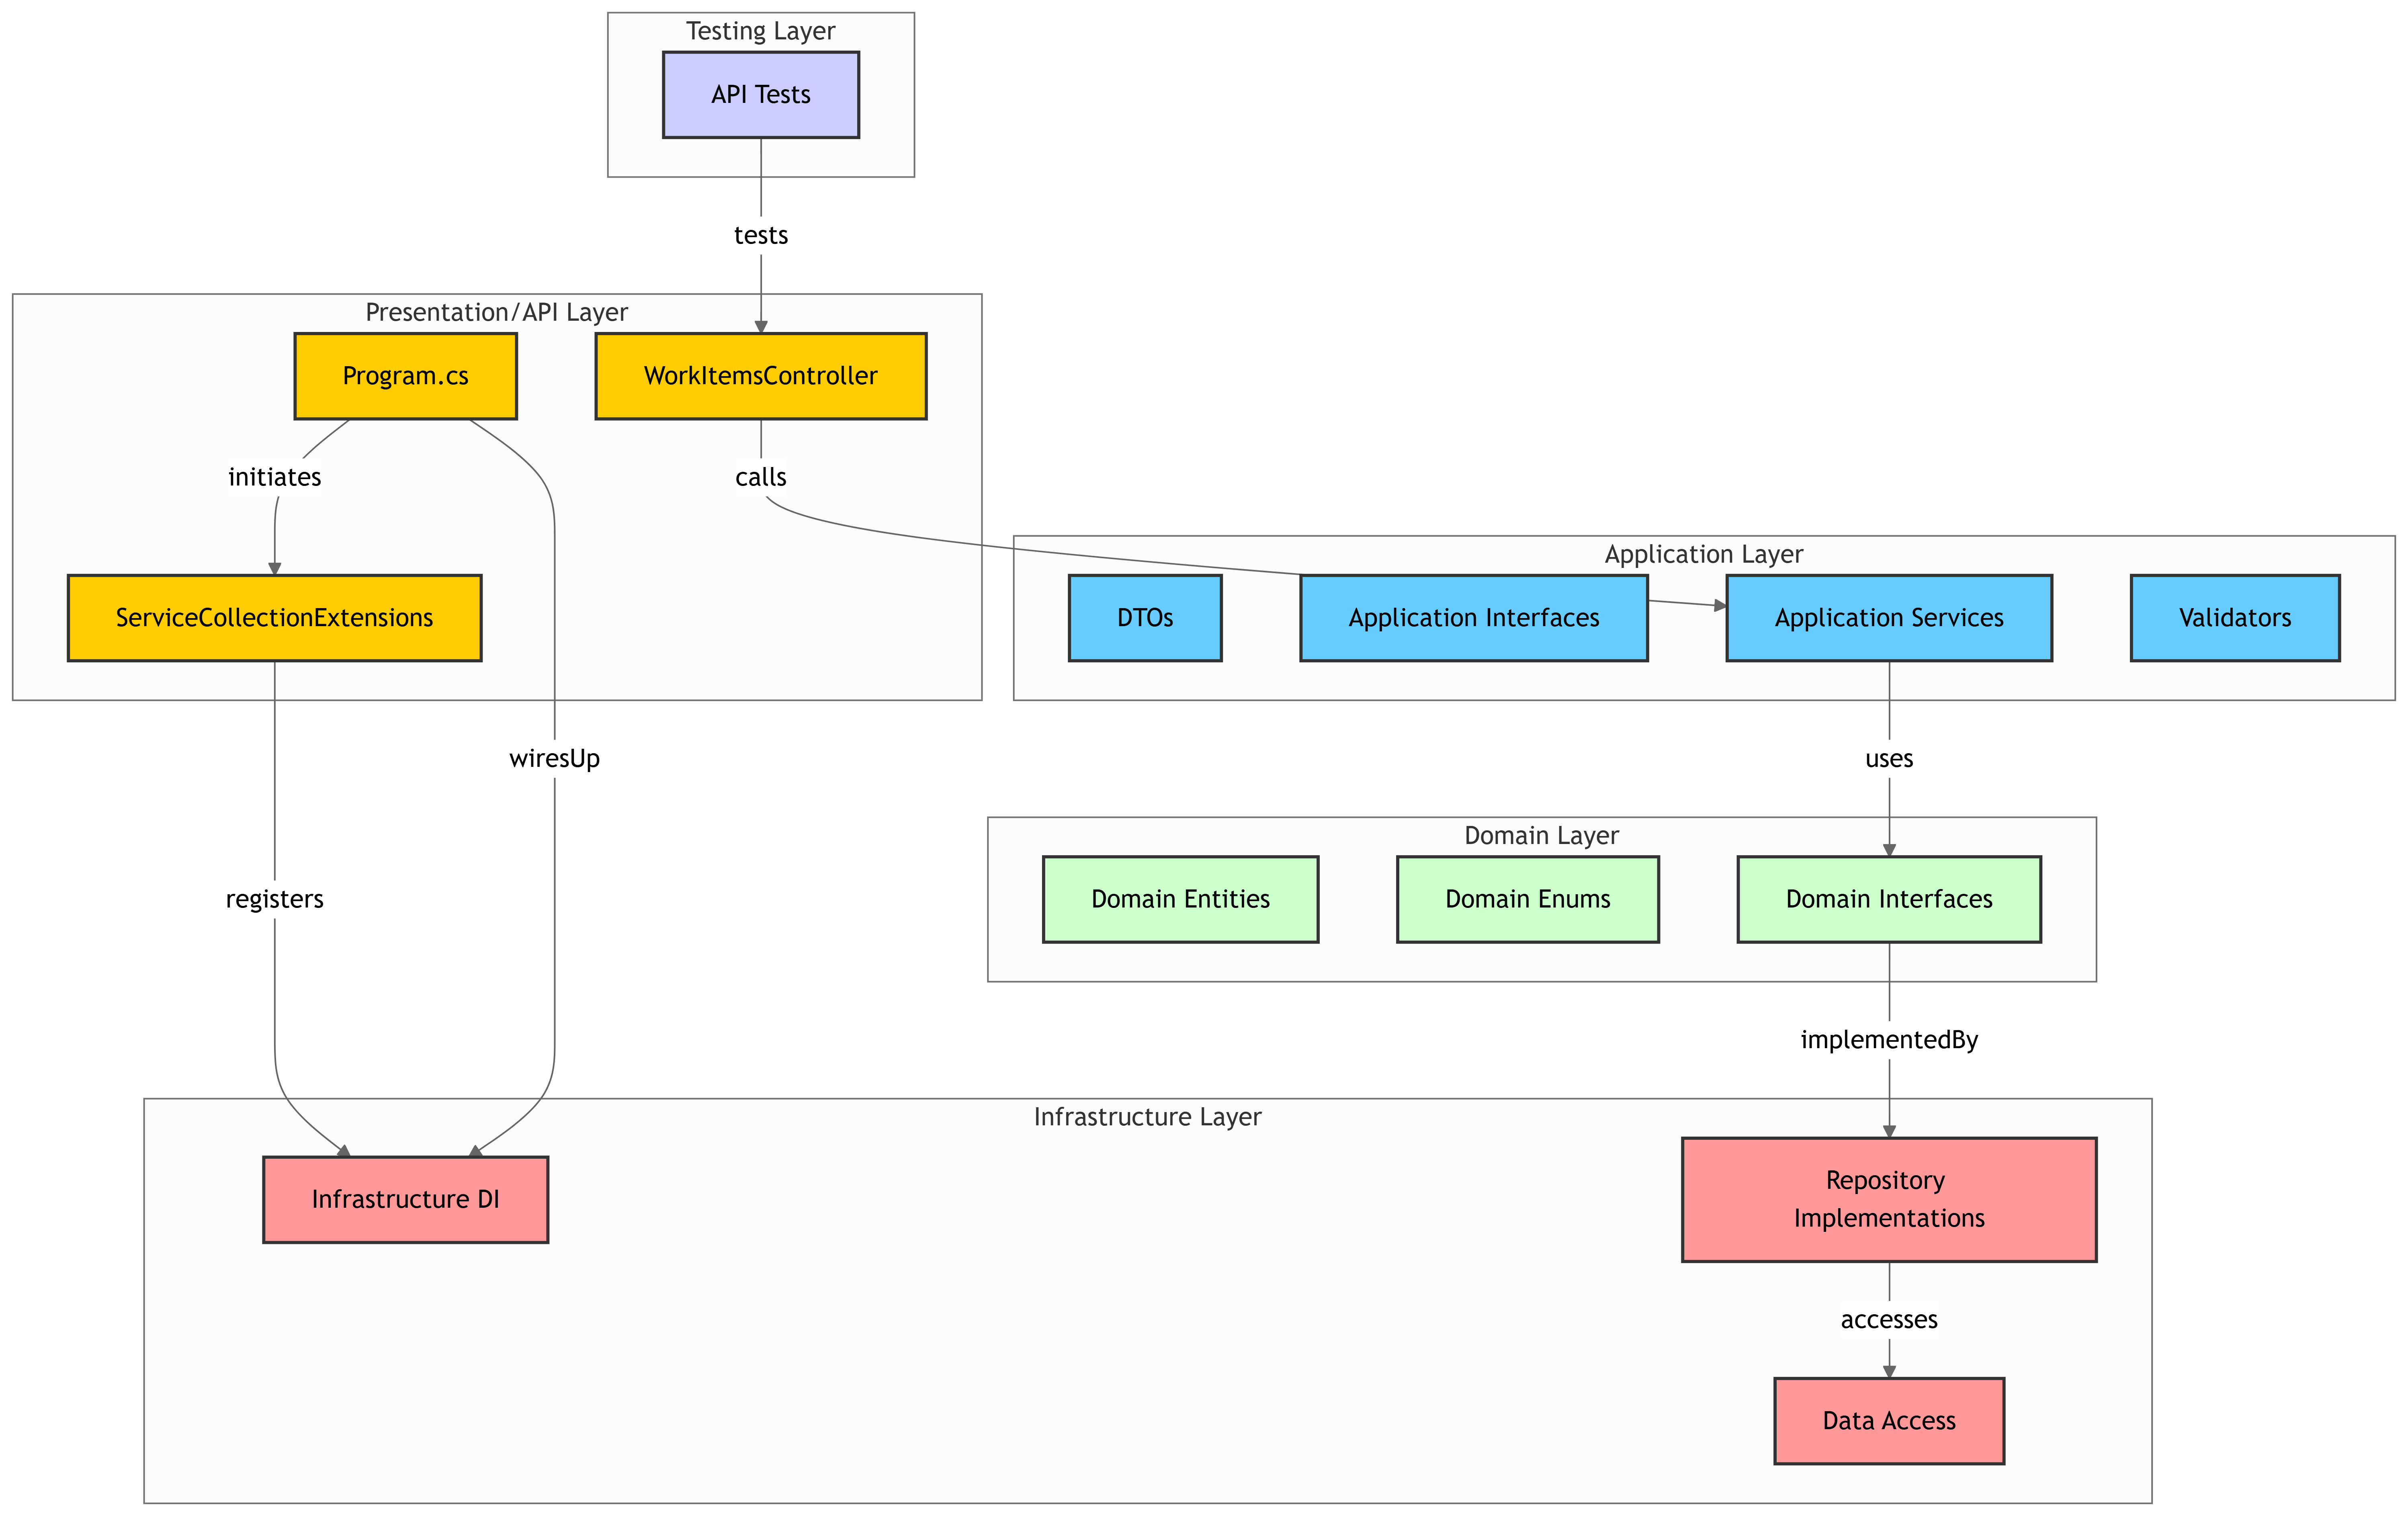 Testing Layer
API Tests
tests
Presentation/API Layer
Program.cs
WorkItemsController
initiates
calls
Application Layer
ServiceCollectionExtensions
DTOs
Application Interfaces
Application Services
Validators
wiresUp
uses
Domain Layer
registers
Domain Entities
Domain Enums
Domain Interfaces
implementedBy
Infrastructure Layer
Infrastructure DI
Repository
Implementations
accesses
Data Access